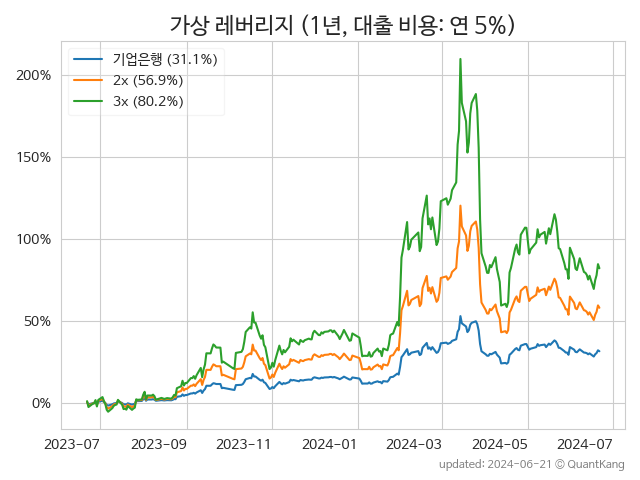 가상 레버리지 (1년, 대출 비용: 연 5%)
기업은행 (31.1%)
2x (56.9%)
3x (80.2%)
200%
150%
100%
50%
0%
2023-07 2023-09 2023-11 2024-01 2024-03 2024-05 2024-07
updated: 2024-06-21 © QuantKang